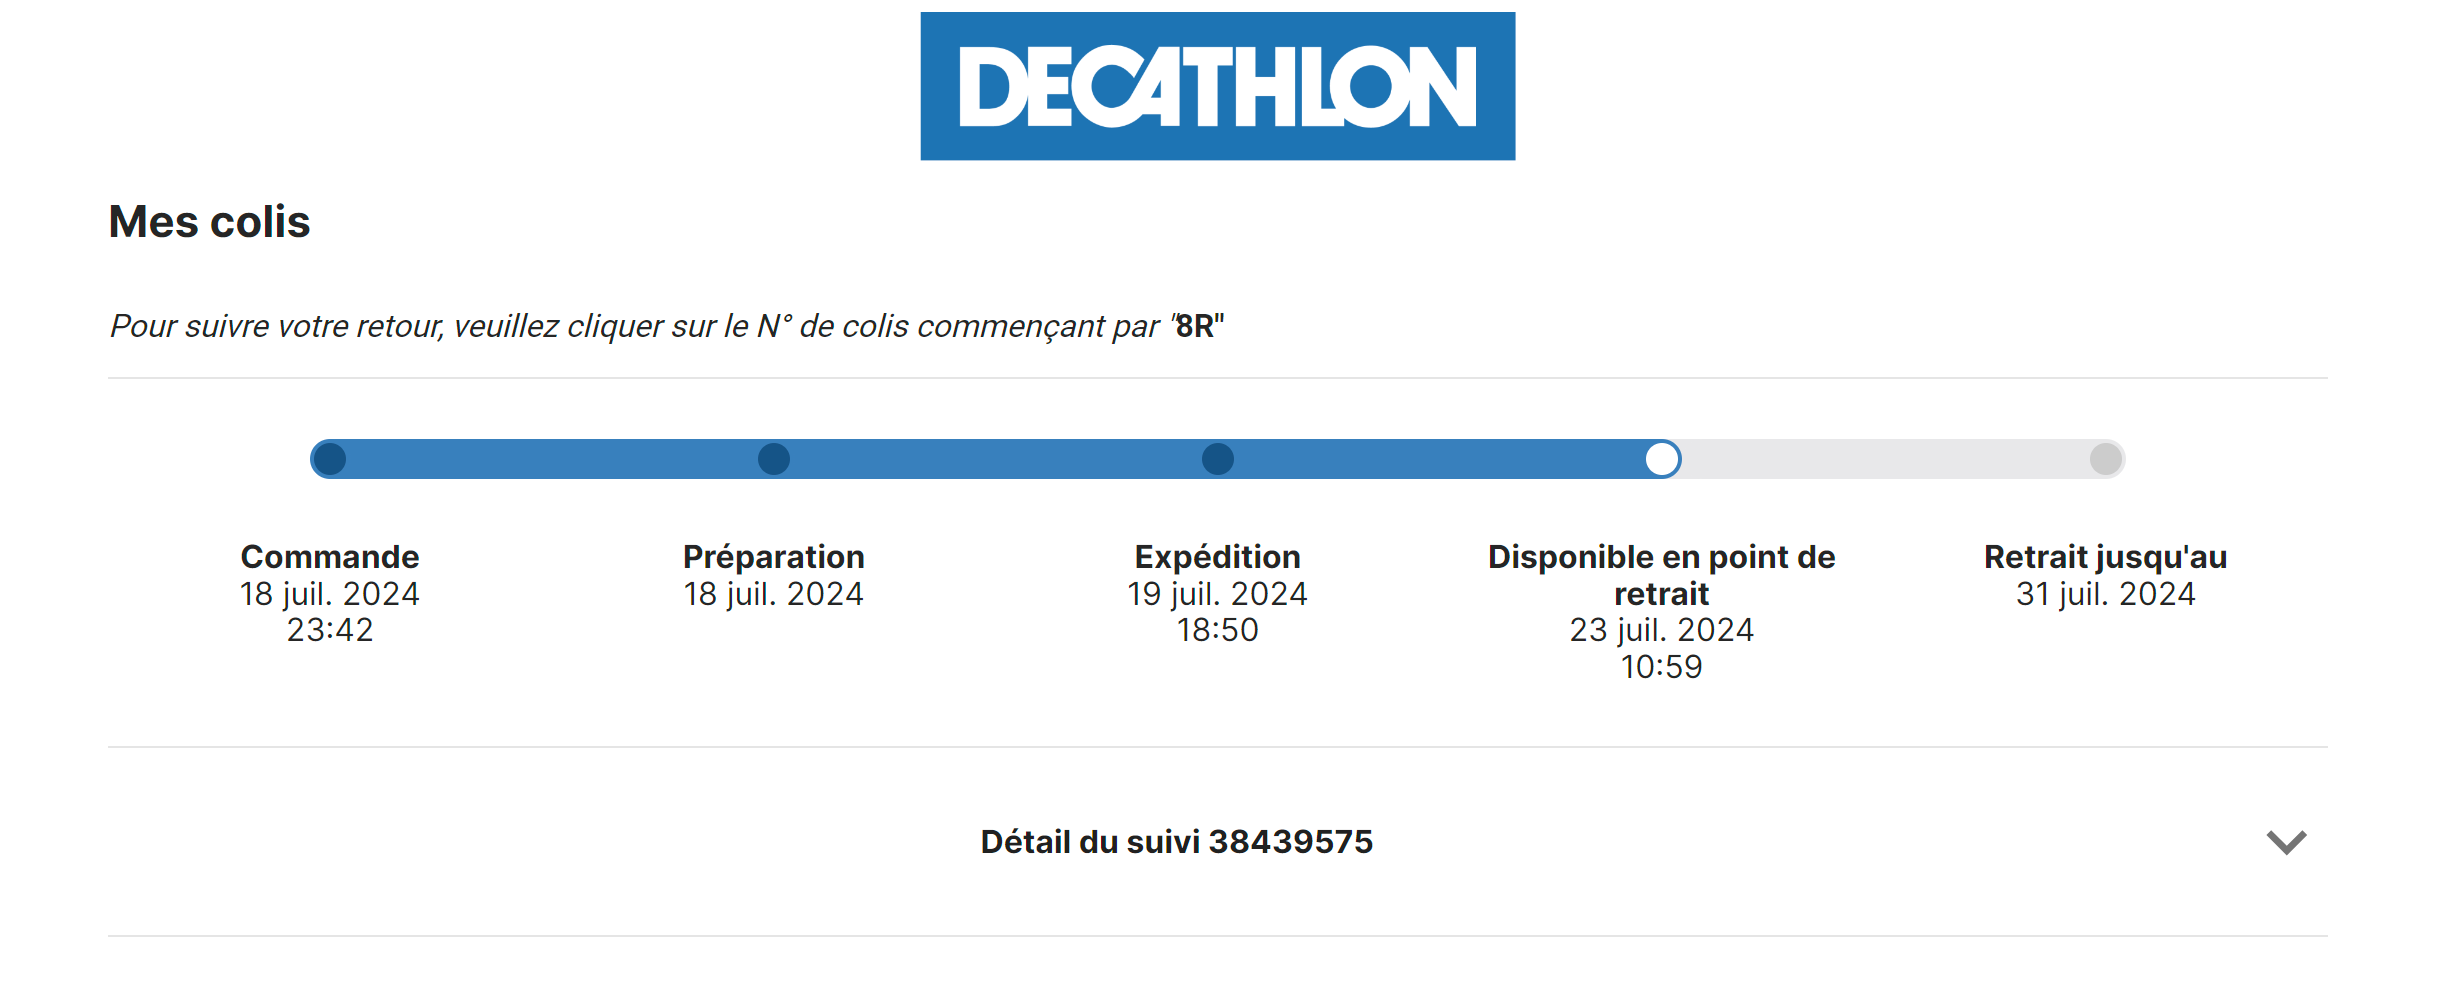 DECATHLON
Mes colis
Pour suivre votre retour, veuillez cliquer sur le N° de colis commençant par "8R"
Commande
18 juil. 2024
23:42
Préparation
18 juil. 2024
Expédition
19 juil. 2024
18:50
Disponible en point de
retrait
23 juil. 2024
10:59
Retrait jusqu'au
31 juil. 2024
Détail du suivi 38439575